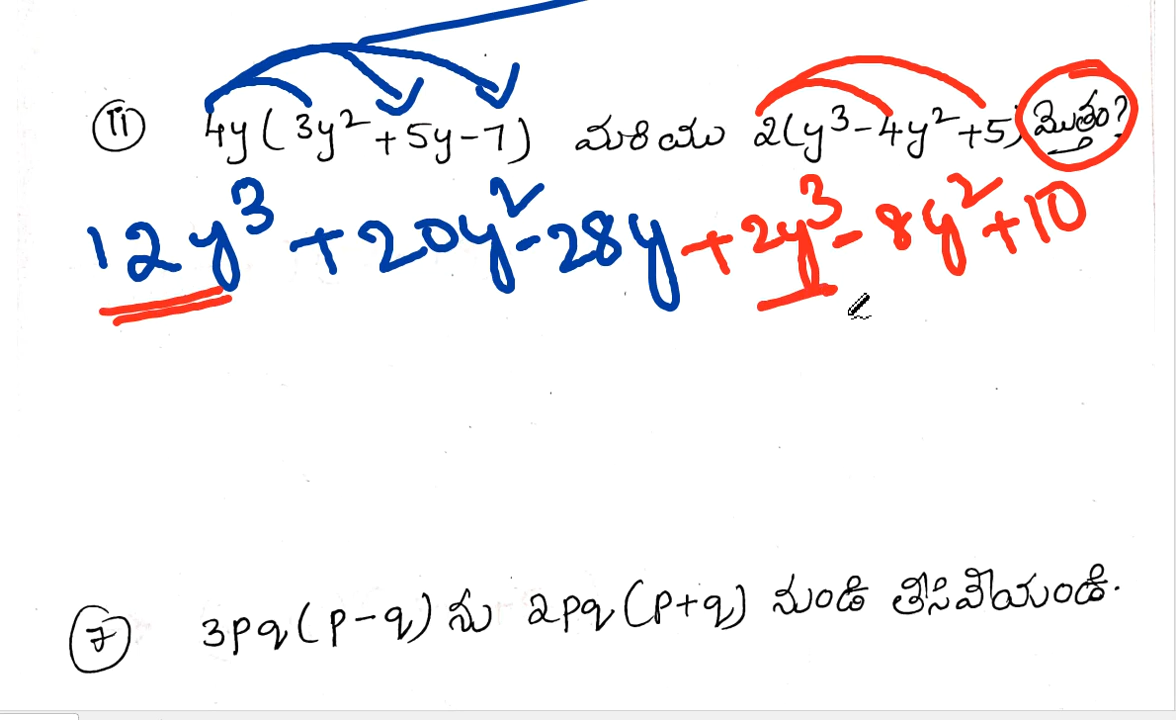 ii 4y(3y²+5y-7) మరియు 2(y³-4y²+5) మొత్తం?
12y³+20y²-28y+2y³-8y²+10
7 3pq(p-q) ను 2pq(p+q) నుండి తీసివేయండి.